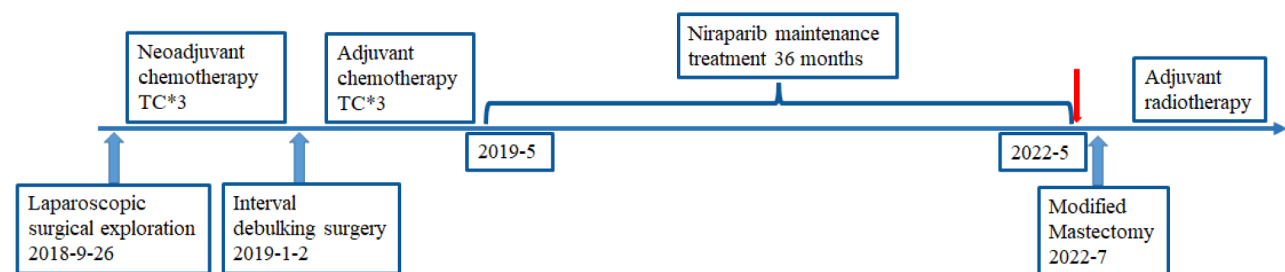 Neoadjuvant
chemotherapy
TC*3
Adjuvant
chemotherapy
TC*3
Niraparib maintenance
treatment 36 months
Adjuvant
radiotherapy
2019-5
2022-5
Laparoscopic
surgical exploration
2018-9-26
Interval
debulking surgery
2019-1-2
Modified
Mastectomy
2022-7